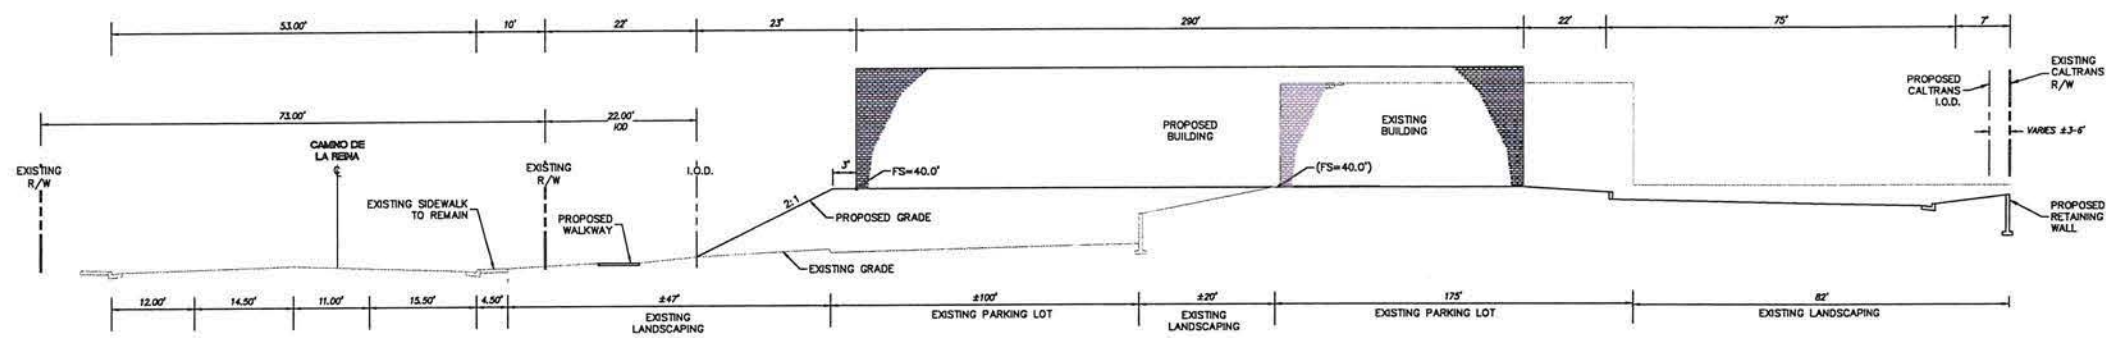 53.00'
10'
22'
23'
290'
22'
75'
7'
73.00'
22.00'
IOD
CAMINO DE
LA REINA
℄
EXISTING
R/W
EXISTING SIDEWALK
TO REMAIN
EXISTING
R/W
PROPOSED
WALKWAY
I.O.D.
2:1
3'
FS=40.0'
PROPOSED GRADE
EXISTING GRADE
PROPOSED
BUILDING
EXISTING
BUILDING
(FS=40.0')
PROPOSED
CALTRANS
I.O.D.
EXISTING
CALTRANS
R/W
VARIES ±3-6'
PROPOSED
RETAINING
WALL
12.00'
14.50'
11.00'
15.50'
4.50'
±47'
EXISTING
LANDSCAPING
±100'
EXISTING PARKING LOT
±20'
EXISTING
LANDSCAPING
175'
EXISTING PARKING LOT
82'
EXISTING LANDSCAPING